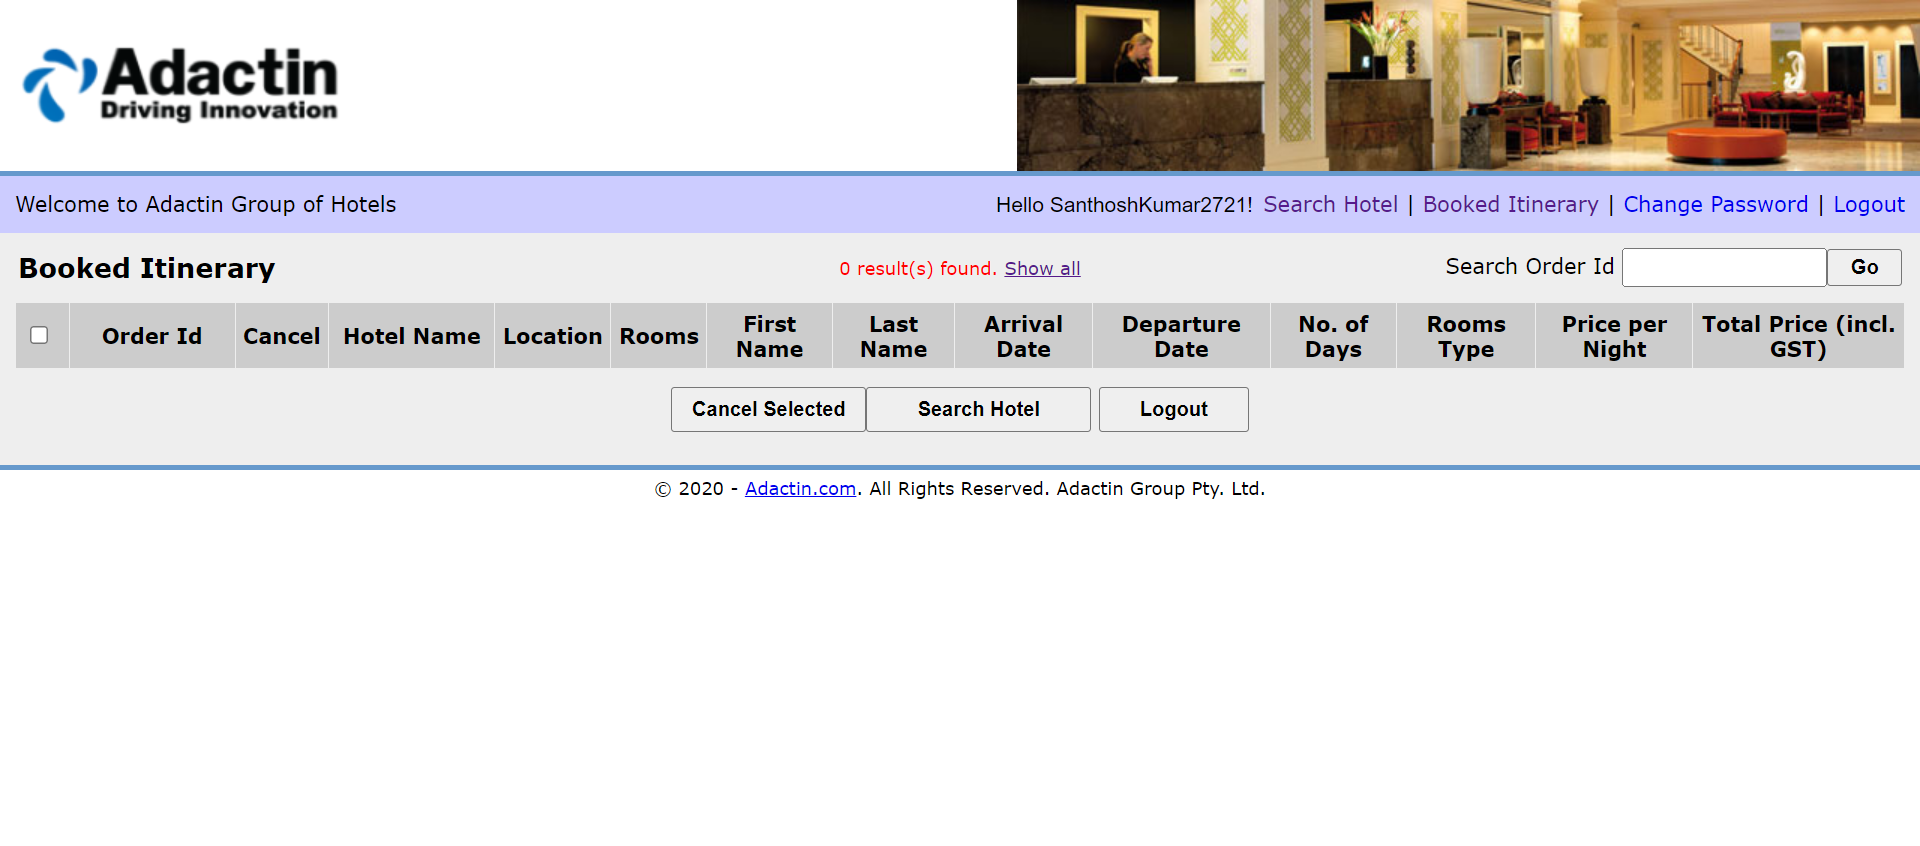 Adactin
Driving Innovation
Welcome to Adactin Group of Hotels
Hello SanthoshKumar2721! Search Hotel | Booked Itinerary | Change Password | Logout
Booked Itinerary
0 result(s) found. Show all
Search Order Id
Go
Order Id
Cancel
Hotel Name
Location
Rooms
First
Name
Last
Name
Arrival
Date
Departure
Date
No. of
Days
Rooms
Type
Price per
Night
Total Price (incl.
GST)
Cancel Selected
Search Hotel
Logout
© 2020 - Adactin.com. All Rights Reserved. Adactin Group Pty. Ltd.